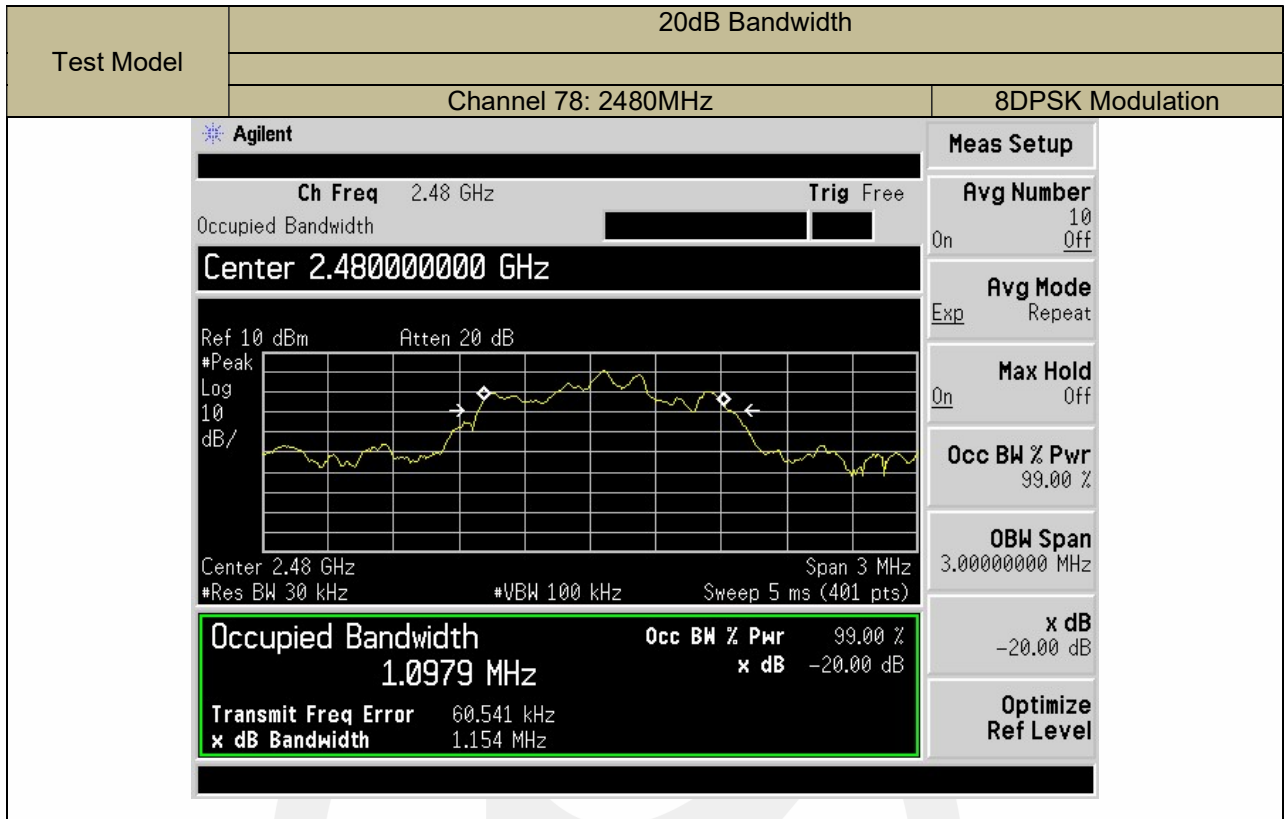 20dB Bandwidth
Test Model
Channel 78: 2480MHz 8DPSK Modulation
Agilent
Ch Freq 2.48 GHz Trig Free
Occupied Bandwidth
Center 2.480000000 GHz
Ref 10 dBm Atten 20 dB
#Peak
Log
10
dB/
Center 2.48 GHz Span 3 MHz
#Res BW 30 kHz #VBW 100 kHz Sweep 5 ms (401 pts)
Occupied Bandwidth Occ BW % Pwr 99.00 %
1.0979 MHz x dB -20.00 dB
Transmit Freq Error 60.541 kHz
x dB Bandwidth 1.154 MHz
Meas Setup
Avg Number
10
On Off
Avg Mode
Exp Repeat
Max Hold
On Off
Occ BW % Pwr
99.00 %
OBW Span
3.00000000 MHz
x dB
-20.00 dB
Optimize
Ref Level